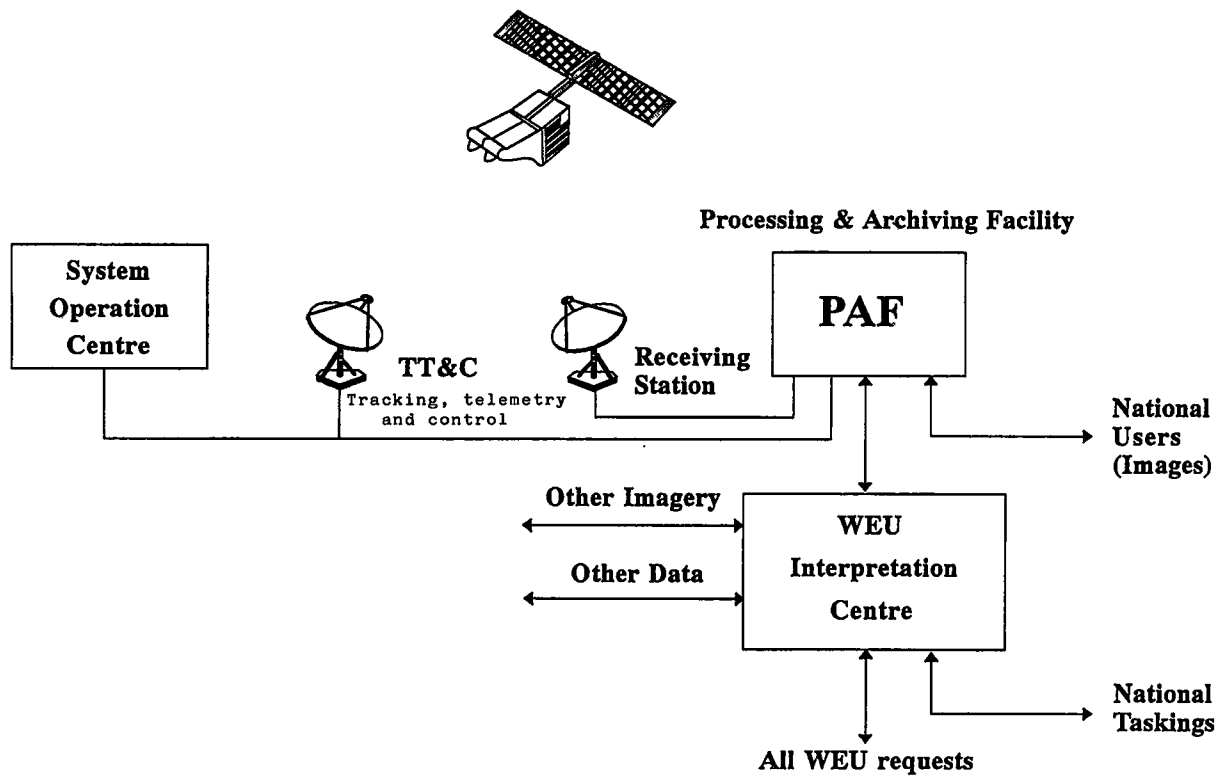 Processing & Archiving Facility
System
Operation
Centre
PAF
TT&C
Tracking, telemetry
and control
Receiving
Station
National
Users
(Images)
Other Imagery
Other Data
WEU
Interpretation
Centre
National
Taskings
All WEU requests